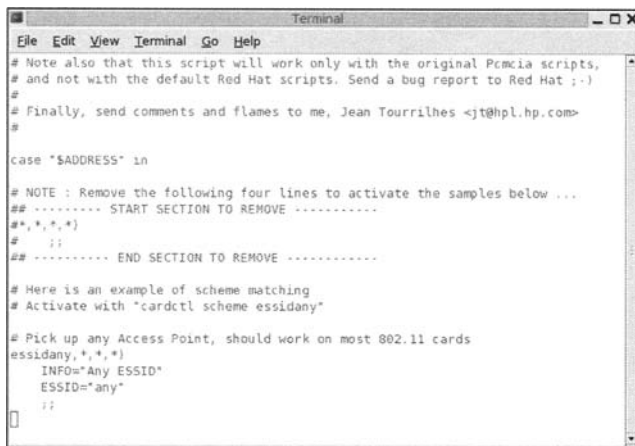 Terminal
File Edit View Terminal Go Help
# Note also that this script will work only with the original Pcmcia scripts,
# and not with the default Red Hat scripts. Send a bug report to Red Hat ;-)
#
# Finally, send comments and flames to me, Jean Tourrilhes <jt@hpl.hp.com>
#
case "$ADDRESS" in
# NOTE : Remove the following four lines to activate the samples below ...
## --------- START SECTION TO REMOVE -----------
#*,*,*,*)
#    ;;
## ---------- END SECTION TO REMOVE ------------
# Here is an example of scheme matching
# Activate with "cardctl scheme essidany"
# Pick up any Access Point, should work on most 802.11 cards
essidany,*,*,*)
    INFO="Any ESSID"
    ESSID="any"
    ;;